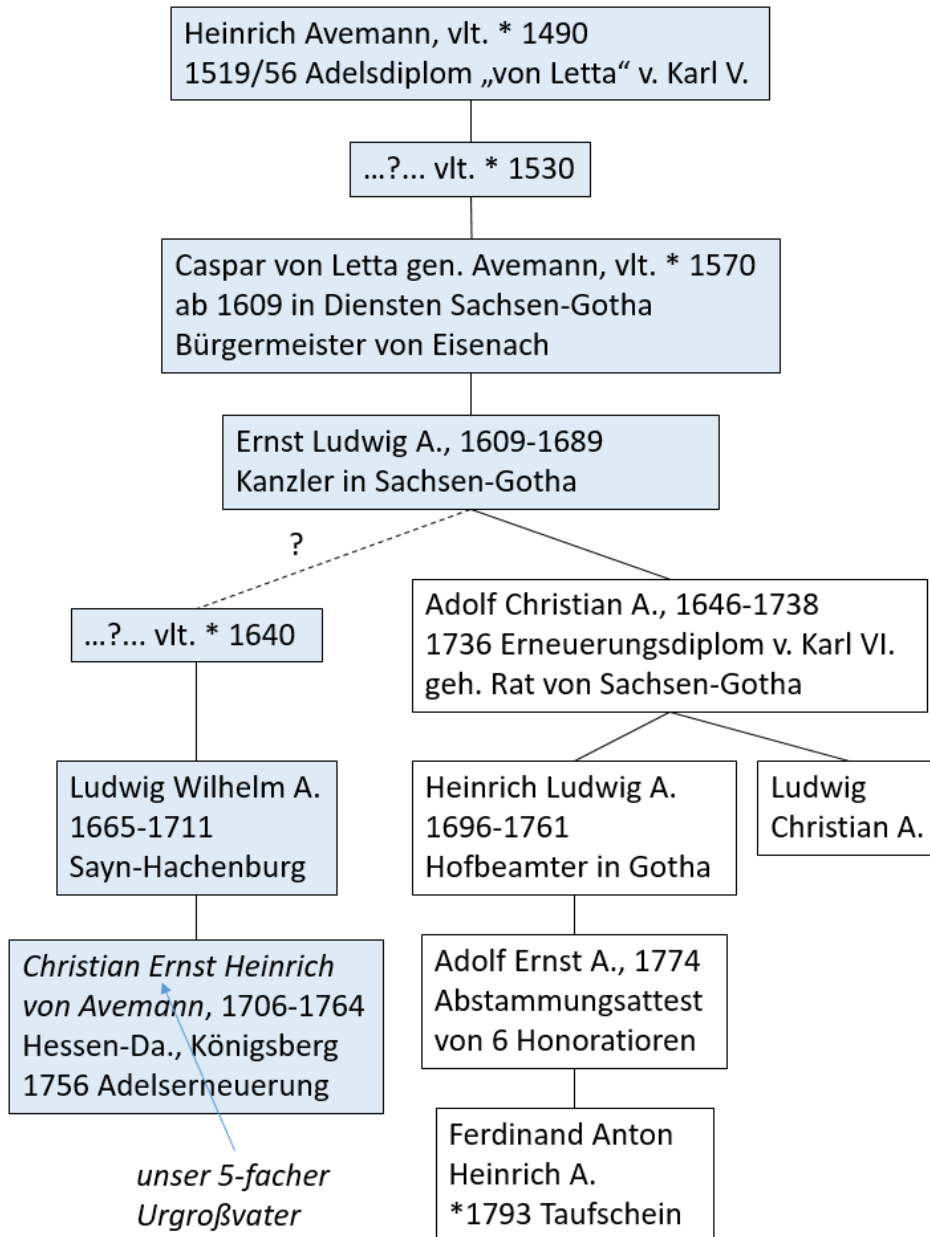 Heinrich Avemann, vlt. * 1490
1519/56 Adelsdiplom „von Letta“ v. Karl V.
...?... vlt. * 1530
Caspar von Letta gen. Avemann, vlt. * 1570
ab 1609 in Diensten Sachsen-Gotha
Bürgermeister von Eisenach
Ernst Ludwig A., 1609-1689
Kanzler in Sachsen-Gotha
?
...?... vlt. * 1640
Adolf Christian A., 1646-1738
1736 Erneuerungsdiplom v. Karl VI.
geh. Rat von Sachsen-Gotha
Ludwig Wilhelm A.
1665-1711
Sayn-Hachenburg
Heinrich Ludwig A.
1696-1761
Hofbeamter in Gotha
Ludwig
Christian A.
Christian Ernst Heinrich
von Avemann, 1706-1764
Hessen-Da., Königsberg
1756 Adelserneuerung
Adolf Ernst A., 1774
Abstammungsattest
von 6 Honoratioren
unser 5-facher
Urgroßvater
Ferdinand Anton
Heinrich A.
*1793 Taufschein